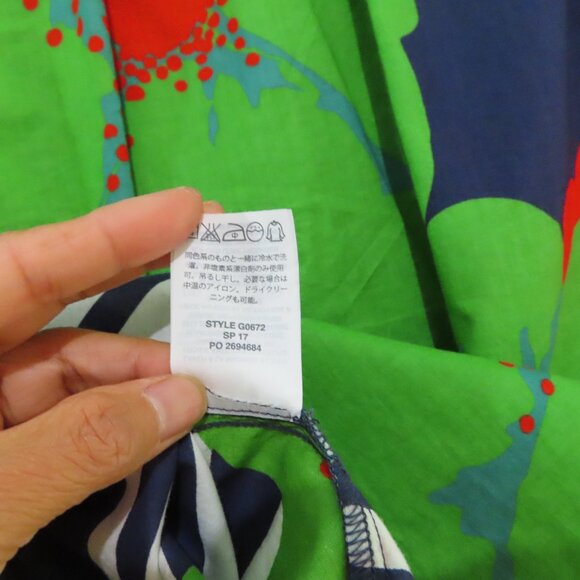 同色系のものと一緒に冷水で洗
濯。非塩素系漂白剤のみ使用
可。吊るし干し。必要な場合は
中温のアイロン。ドライクリー
ニングも可能。
STYLE G0672
SP 17
PO 2694684